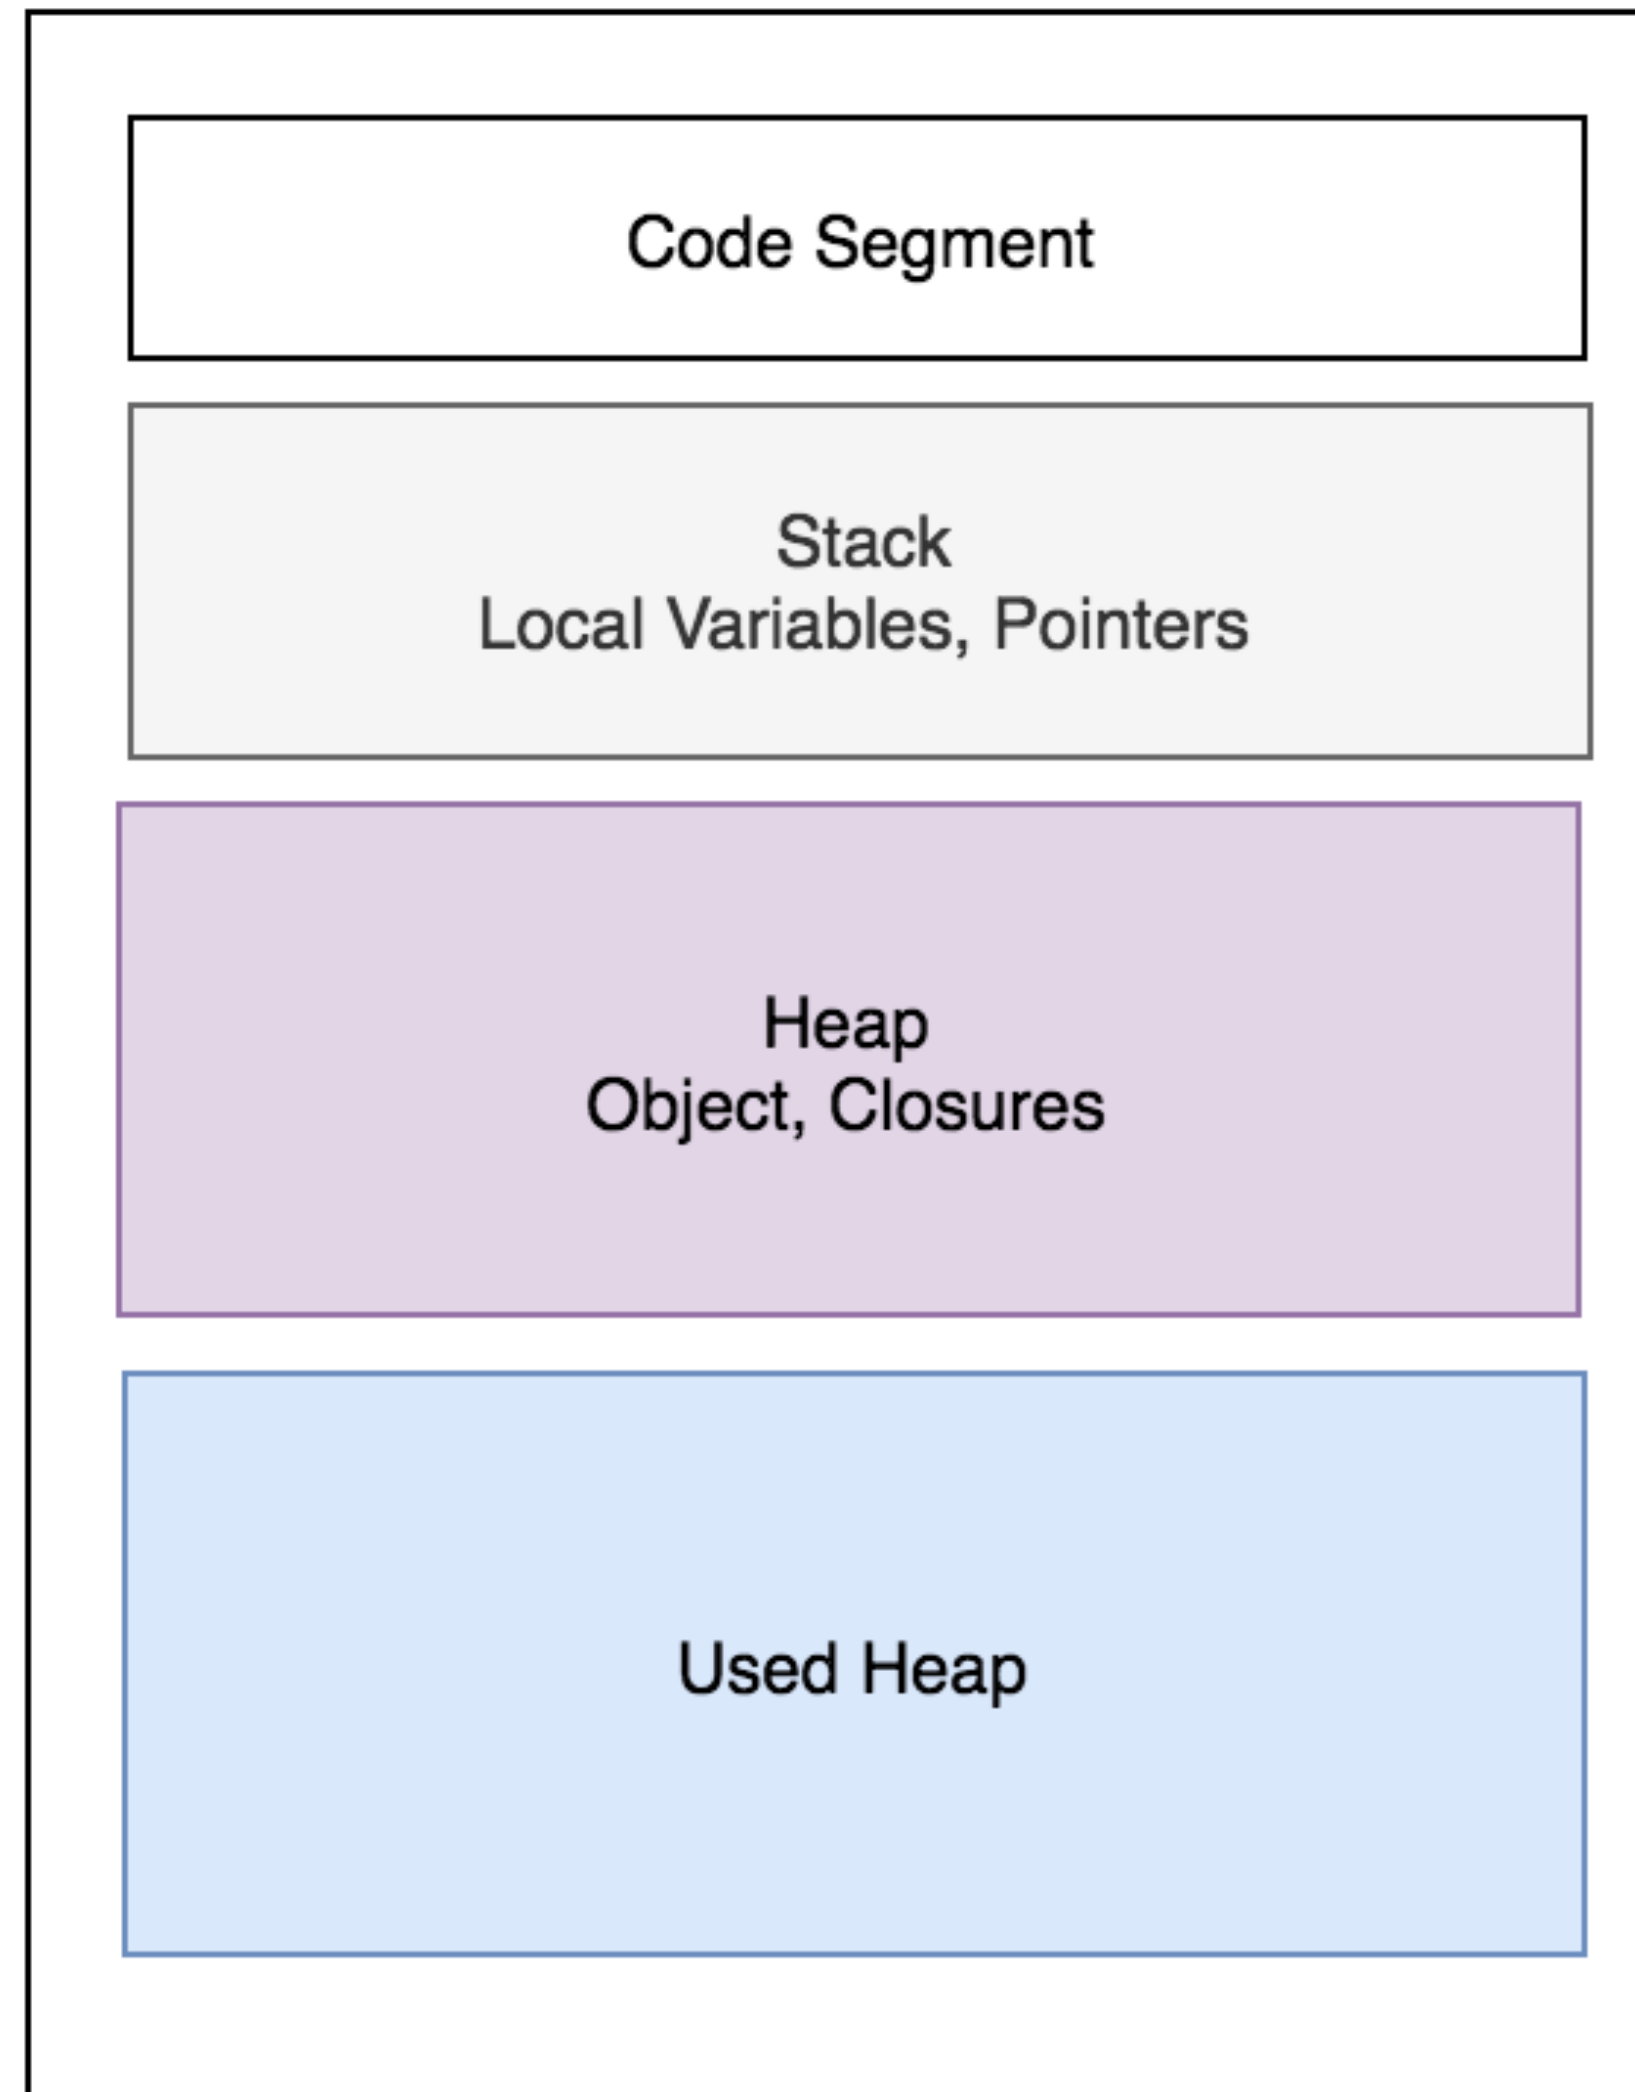 Code Segment
Stack
Local Variables, Pointers
Heap
Object, Closures
Used Heap